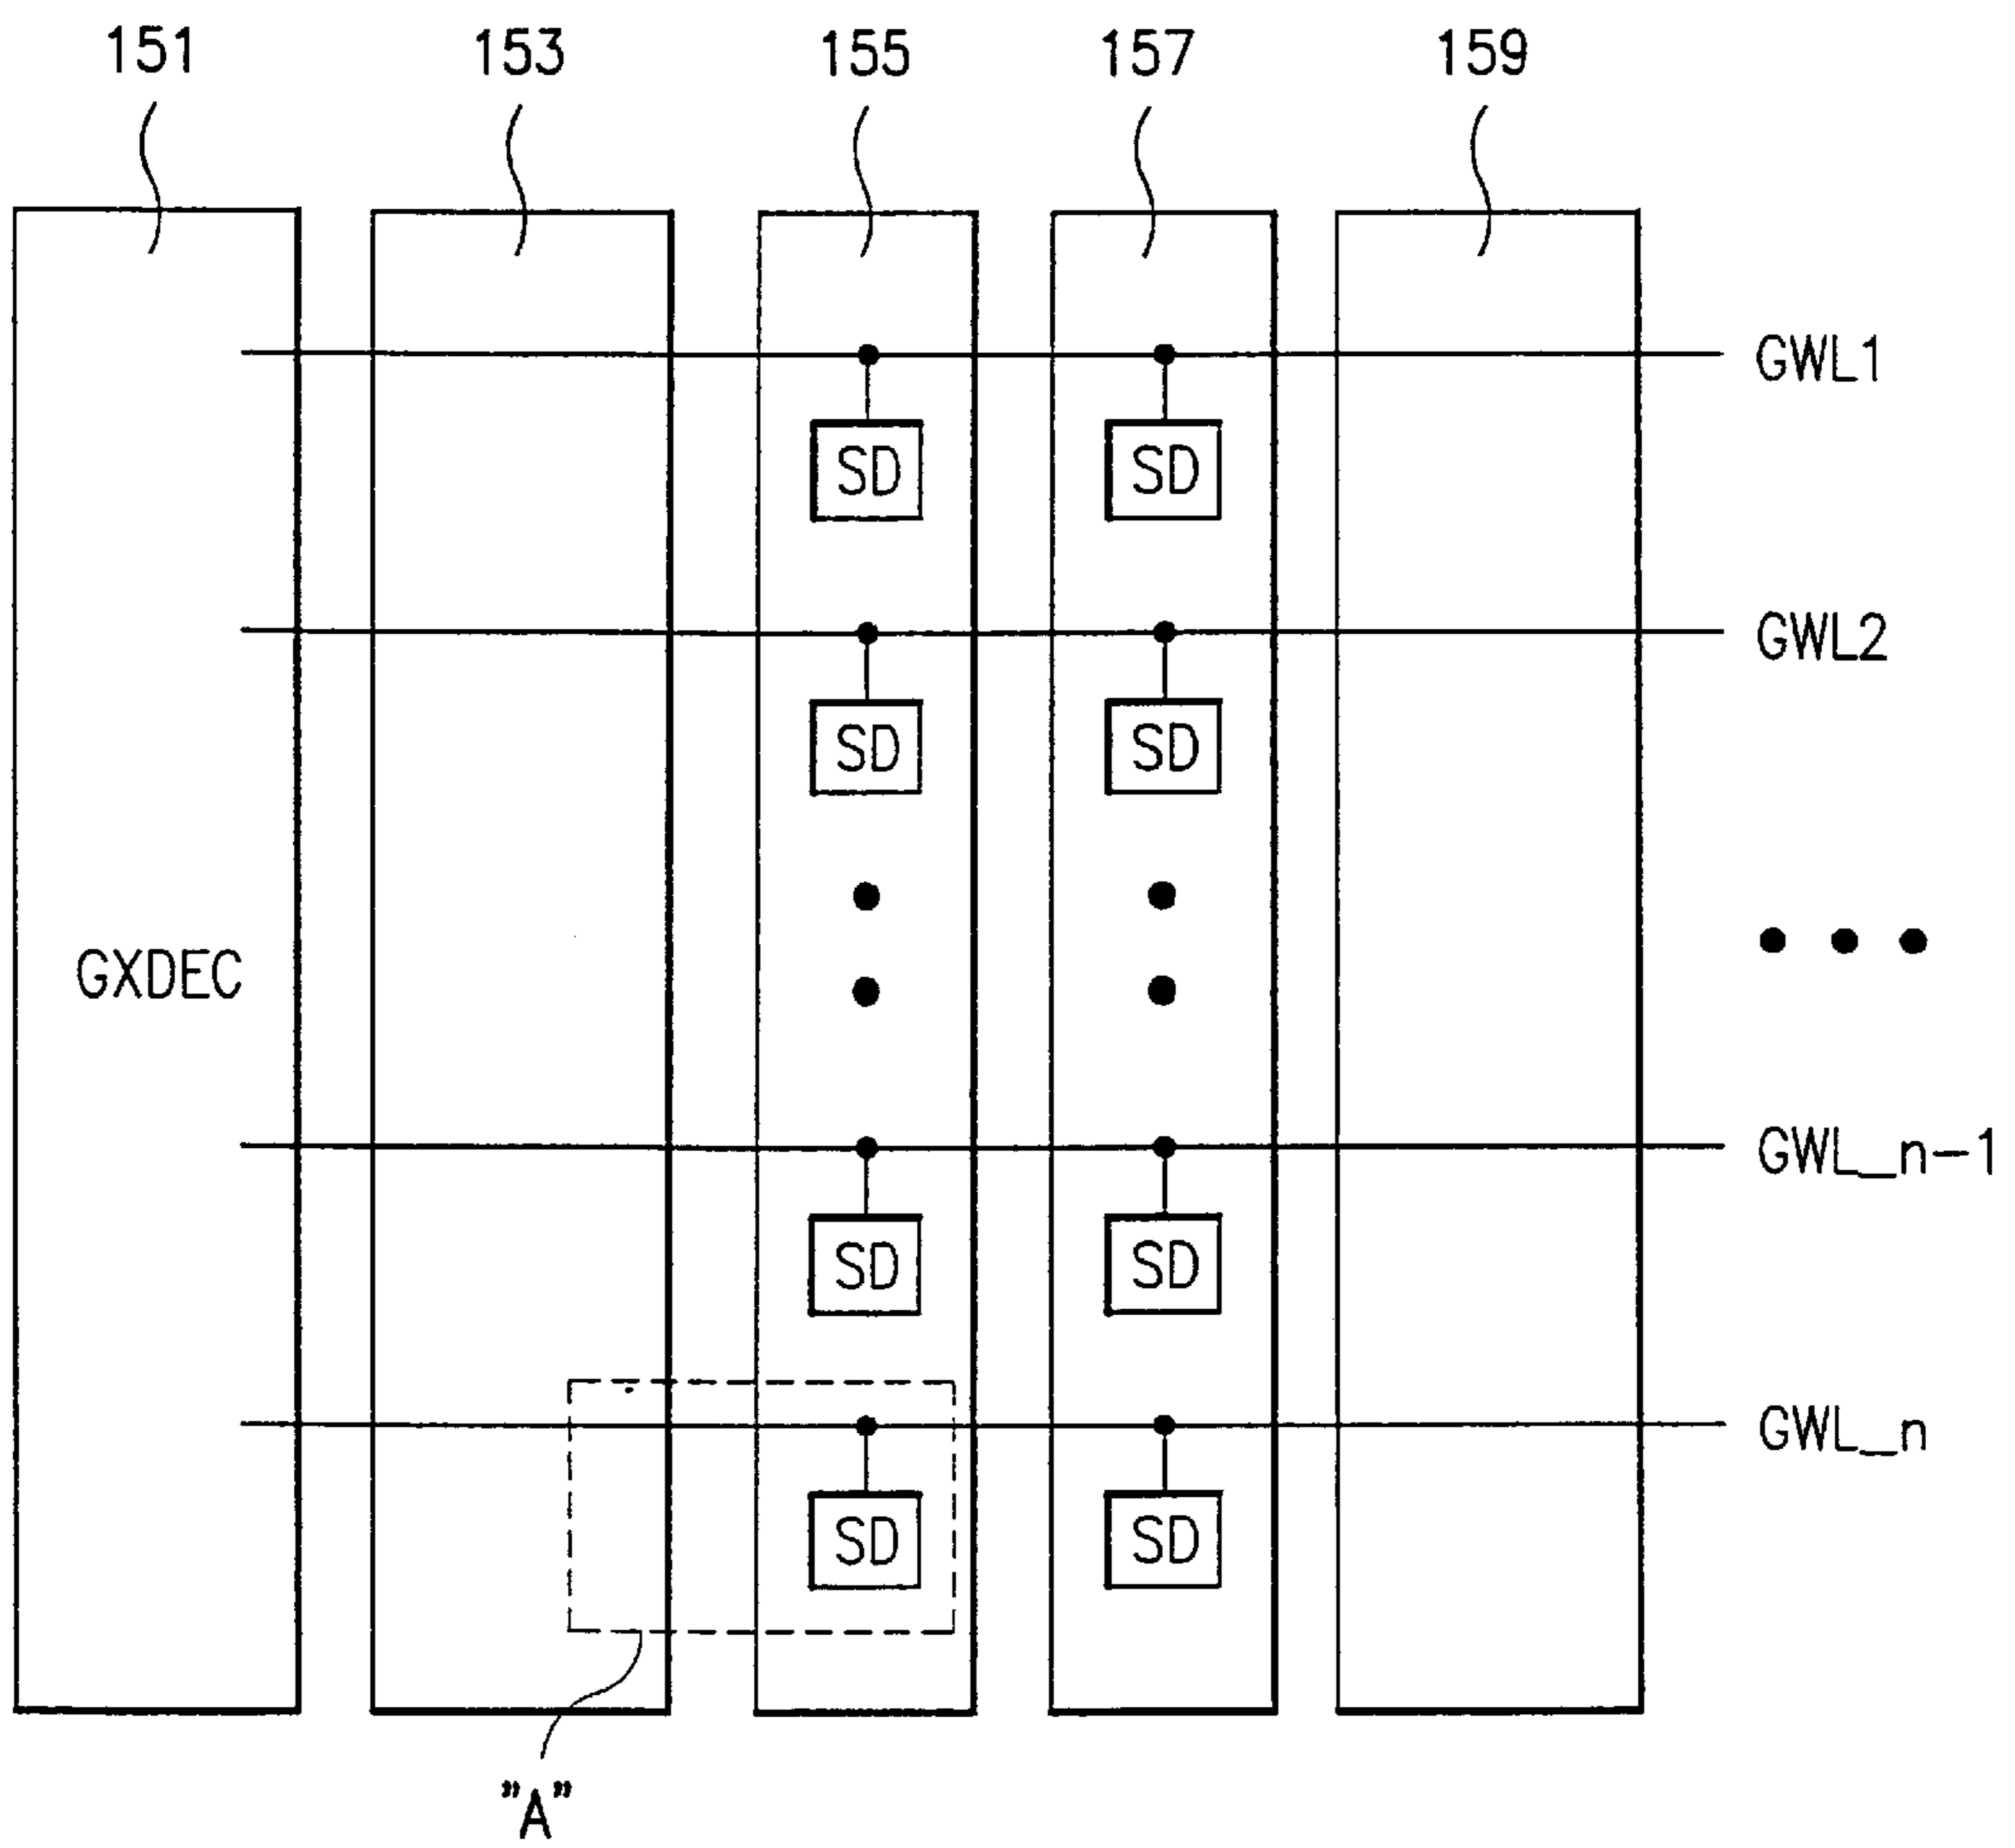 151 153 155 157 159
GWL1
SD SD
GWL2
SD SD
GXDEC
GWL_n-1
SD SD
GWL_n
SD SD
"A"